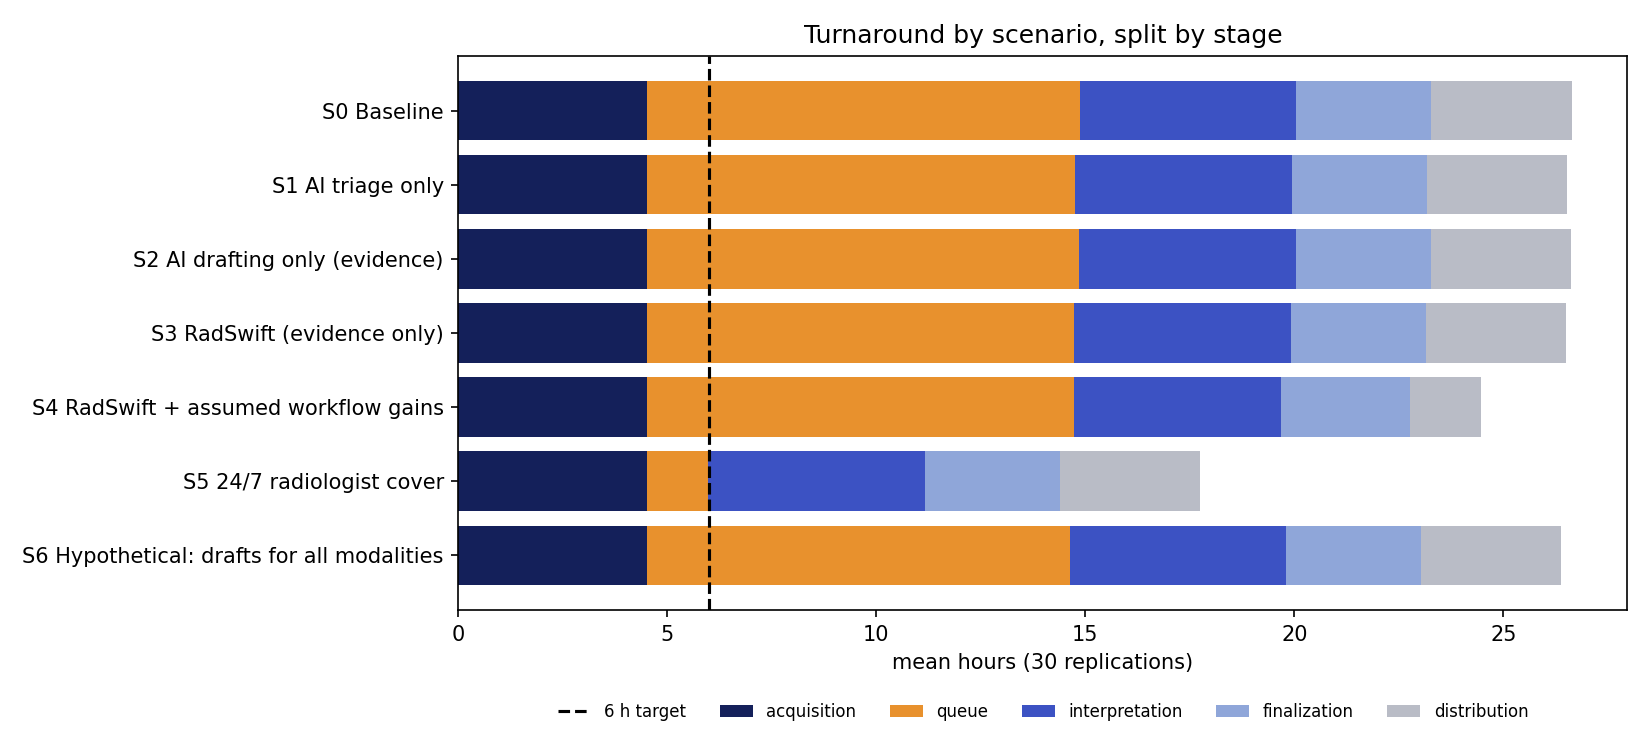 Turnaround by scenario, split by stage
S0 Baseline
S1 AI triage only
S2 AI drafting only (evidence)
S3 RadSwift (evidence only)
S4 RadSwift + assumed workflow gains
S5 24/7 radiologist cover
S6 Hypothetical: drafts for all modalities
0 5 10 15 20 25
mean hours (30 replications)
6 h target acquisition queue interpretation finalization distribution